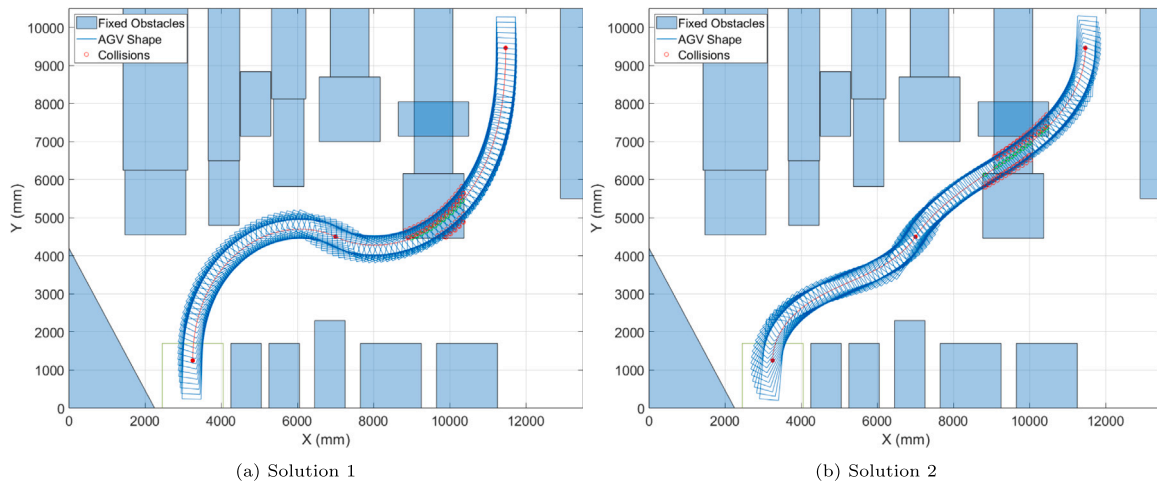 Fixed Obstacles
AGV Shape
Collisions
10000
9000
8000
7000
6000
5000
4000
3000
2000
1000
0
Y (mm)
0 2000 4000 6000 8000 10000 12000
X (mm)
(a) Solution 1
Fixed Obstacles
AGV Shape
Collisions
10000
9000
8000
7000
6000
5000
4000
3000
2000
1000
0
Y (mm)
0 2000 4000 6000 8000 10000 12000
X (mm)
(b) Solution 2